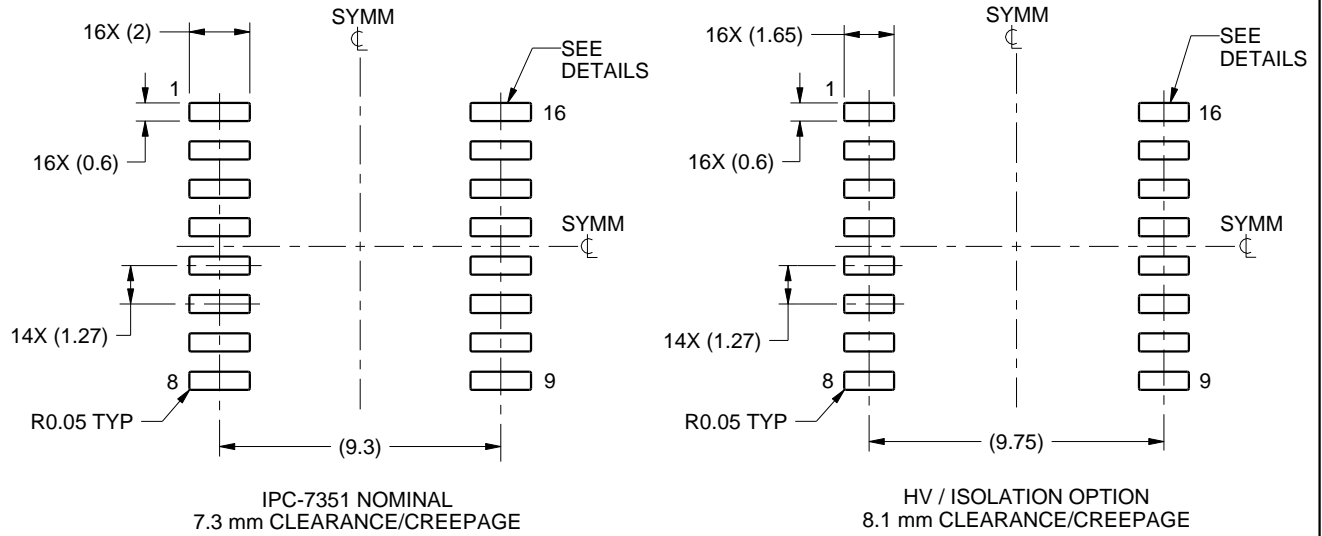 SYMM
16X (2)
SEE
DETAILS
1
16
16X (0.6)
SYMM
14X (1.27)
8
9
R0.05 TYP
(9.3)
IPC-7351 NOMINAL
7.3 mm CLEARANCE/CREEPAGE
SYMM
16X (1.65)
SEE
DETAILS
1
16
16X (0.6)
SYMM
14X (1.27)
8
9
R0.05 TYP
(9.75)
HV / ISOLATION OPTION
8.1 mm CLEARANCE/CREEPAGE